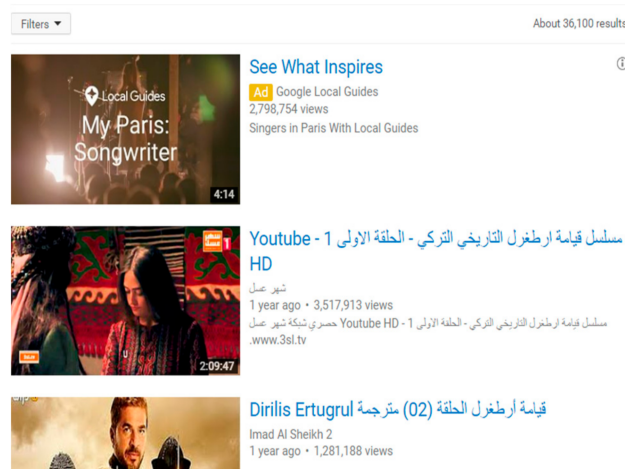 Filters
About 36,100 results
Local Guides
My Paris:
Songwriter
4:14
See What Inspires
Ad Google Local Guides
2,798,754 views
Singers in Paris With Local Guides
2:09:47
مسلسل قيامة ارطغرل التاريخي التركي - الحلقة الاولى 1 - Youtube
HD
شهر عسل
1 year ago • 3,517,913 views
مسلسل قيامة ارطغرل التاريخي التركي - الحلقة الاولى 1 - Youtube HD حصري شبكة شهر عسل
www.3sl.tv.
قيامة أرطغرل الحلقة (02) مترجمة Dirilis Ertugrul
Imad Al Sheikh 2
1 year ago • 1,281,188 views